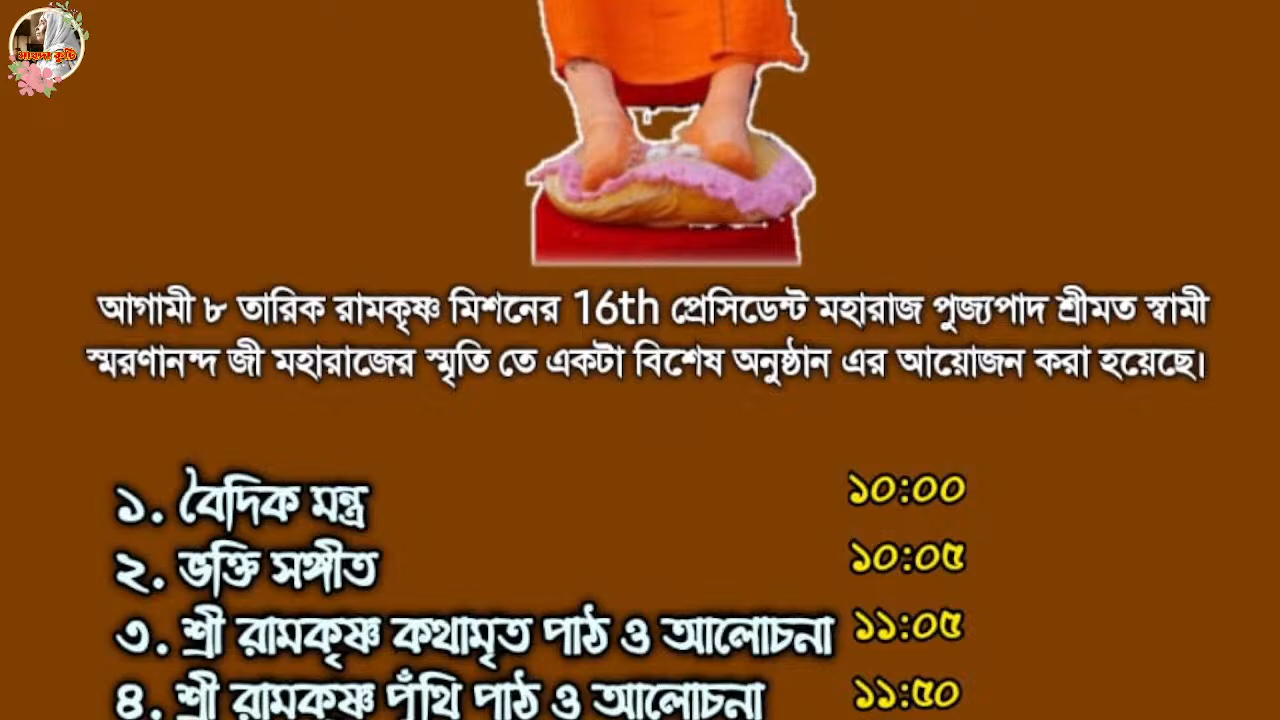 মায়ের কুটি
আগামী ৮ তারিক রামকৃষ্ণ মিশনের 16th প্রেসিডেন্ট মহারাজ পুজ্যপাদ শ্রীমত স্বামী
স্মরণানন্দ জী মহারাজের স্মৃতি তে একটা বিশেষ অনুষ্ঠান এর আয়োজন করা হয়েছে।
১. বৈদিক মন্ত্র ১০:০০
২. ভক্তি সঙ্গীত ১০:০৫
৩. শ্রী রামকৃষ্ণ কথামৃত পাঠ ও আলোচনা ১১:০৫
৪. শ্রী রামকৃষ্ণ পুঁথি পাঠ ও আলোচনা ১১:৫০